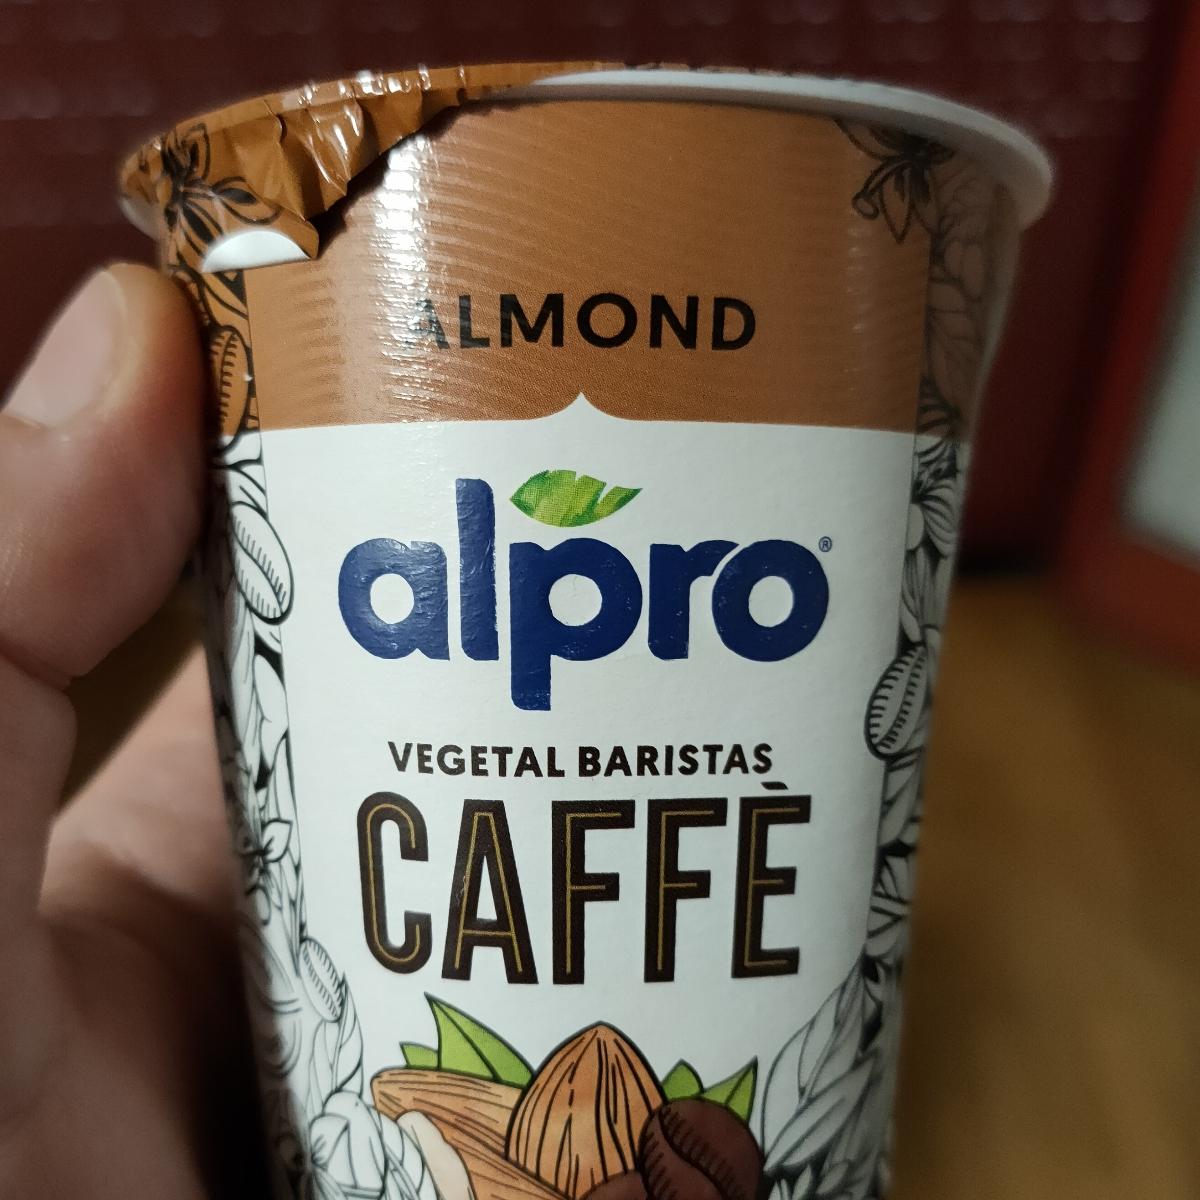 ALMOND
alpro®
VEGETAL BARISTAS
CAFFÈ